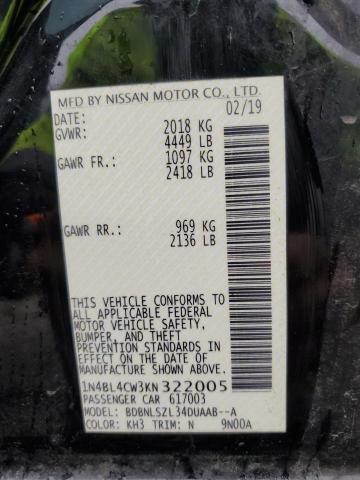 MFD BY NISSAN MOTOR CO., LTD.
DATE: 02/19
GVWR: 2018 KG
4449 LB
GAWR FR.: 1097 KG
2418 LB
GAWR RR.: 969 KG
2136 LB
THIS VEHICLE CONFORMS TO
ALL APPLICABLE FEDERAL
MOTOR VEHICLE SAFETY,
BUMPER, AND THEFT
PREVENTION STANDARDS IN
EFFECT ON THE DATE OF
MANUFACTURE SHOWN ABOVE.
1N4BL4CW3KN322005
PASSENGER CAR 617003
MODEL: BDBNLSZL34DUAAB--A
COLOR: KH3 TRIM: N 9N00A